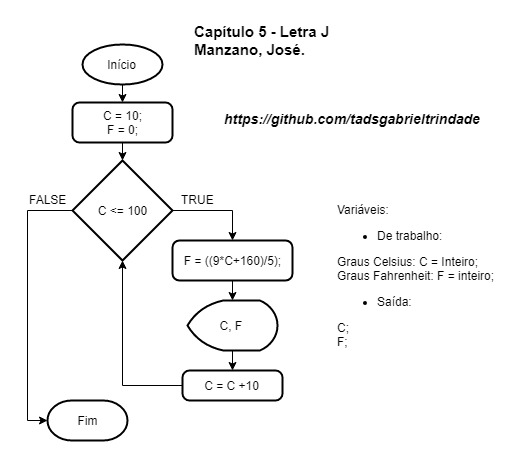 Capítulo 5 - Letra J
Manzano, José.
Início
C = 10;
F = 0;
https://github.com/tadsgabrieltrindade
C <= 100
FALSE
TRUE
F = ((9*C+160)/5);
C, F
C = C +10
Fim
Variáveis:
• De trabalho:
Graus Celsius: C = Inteiro;
Graus Fahrenheit: F = inteiro;
• Saída:
C;
F;